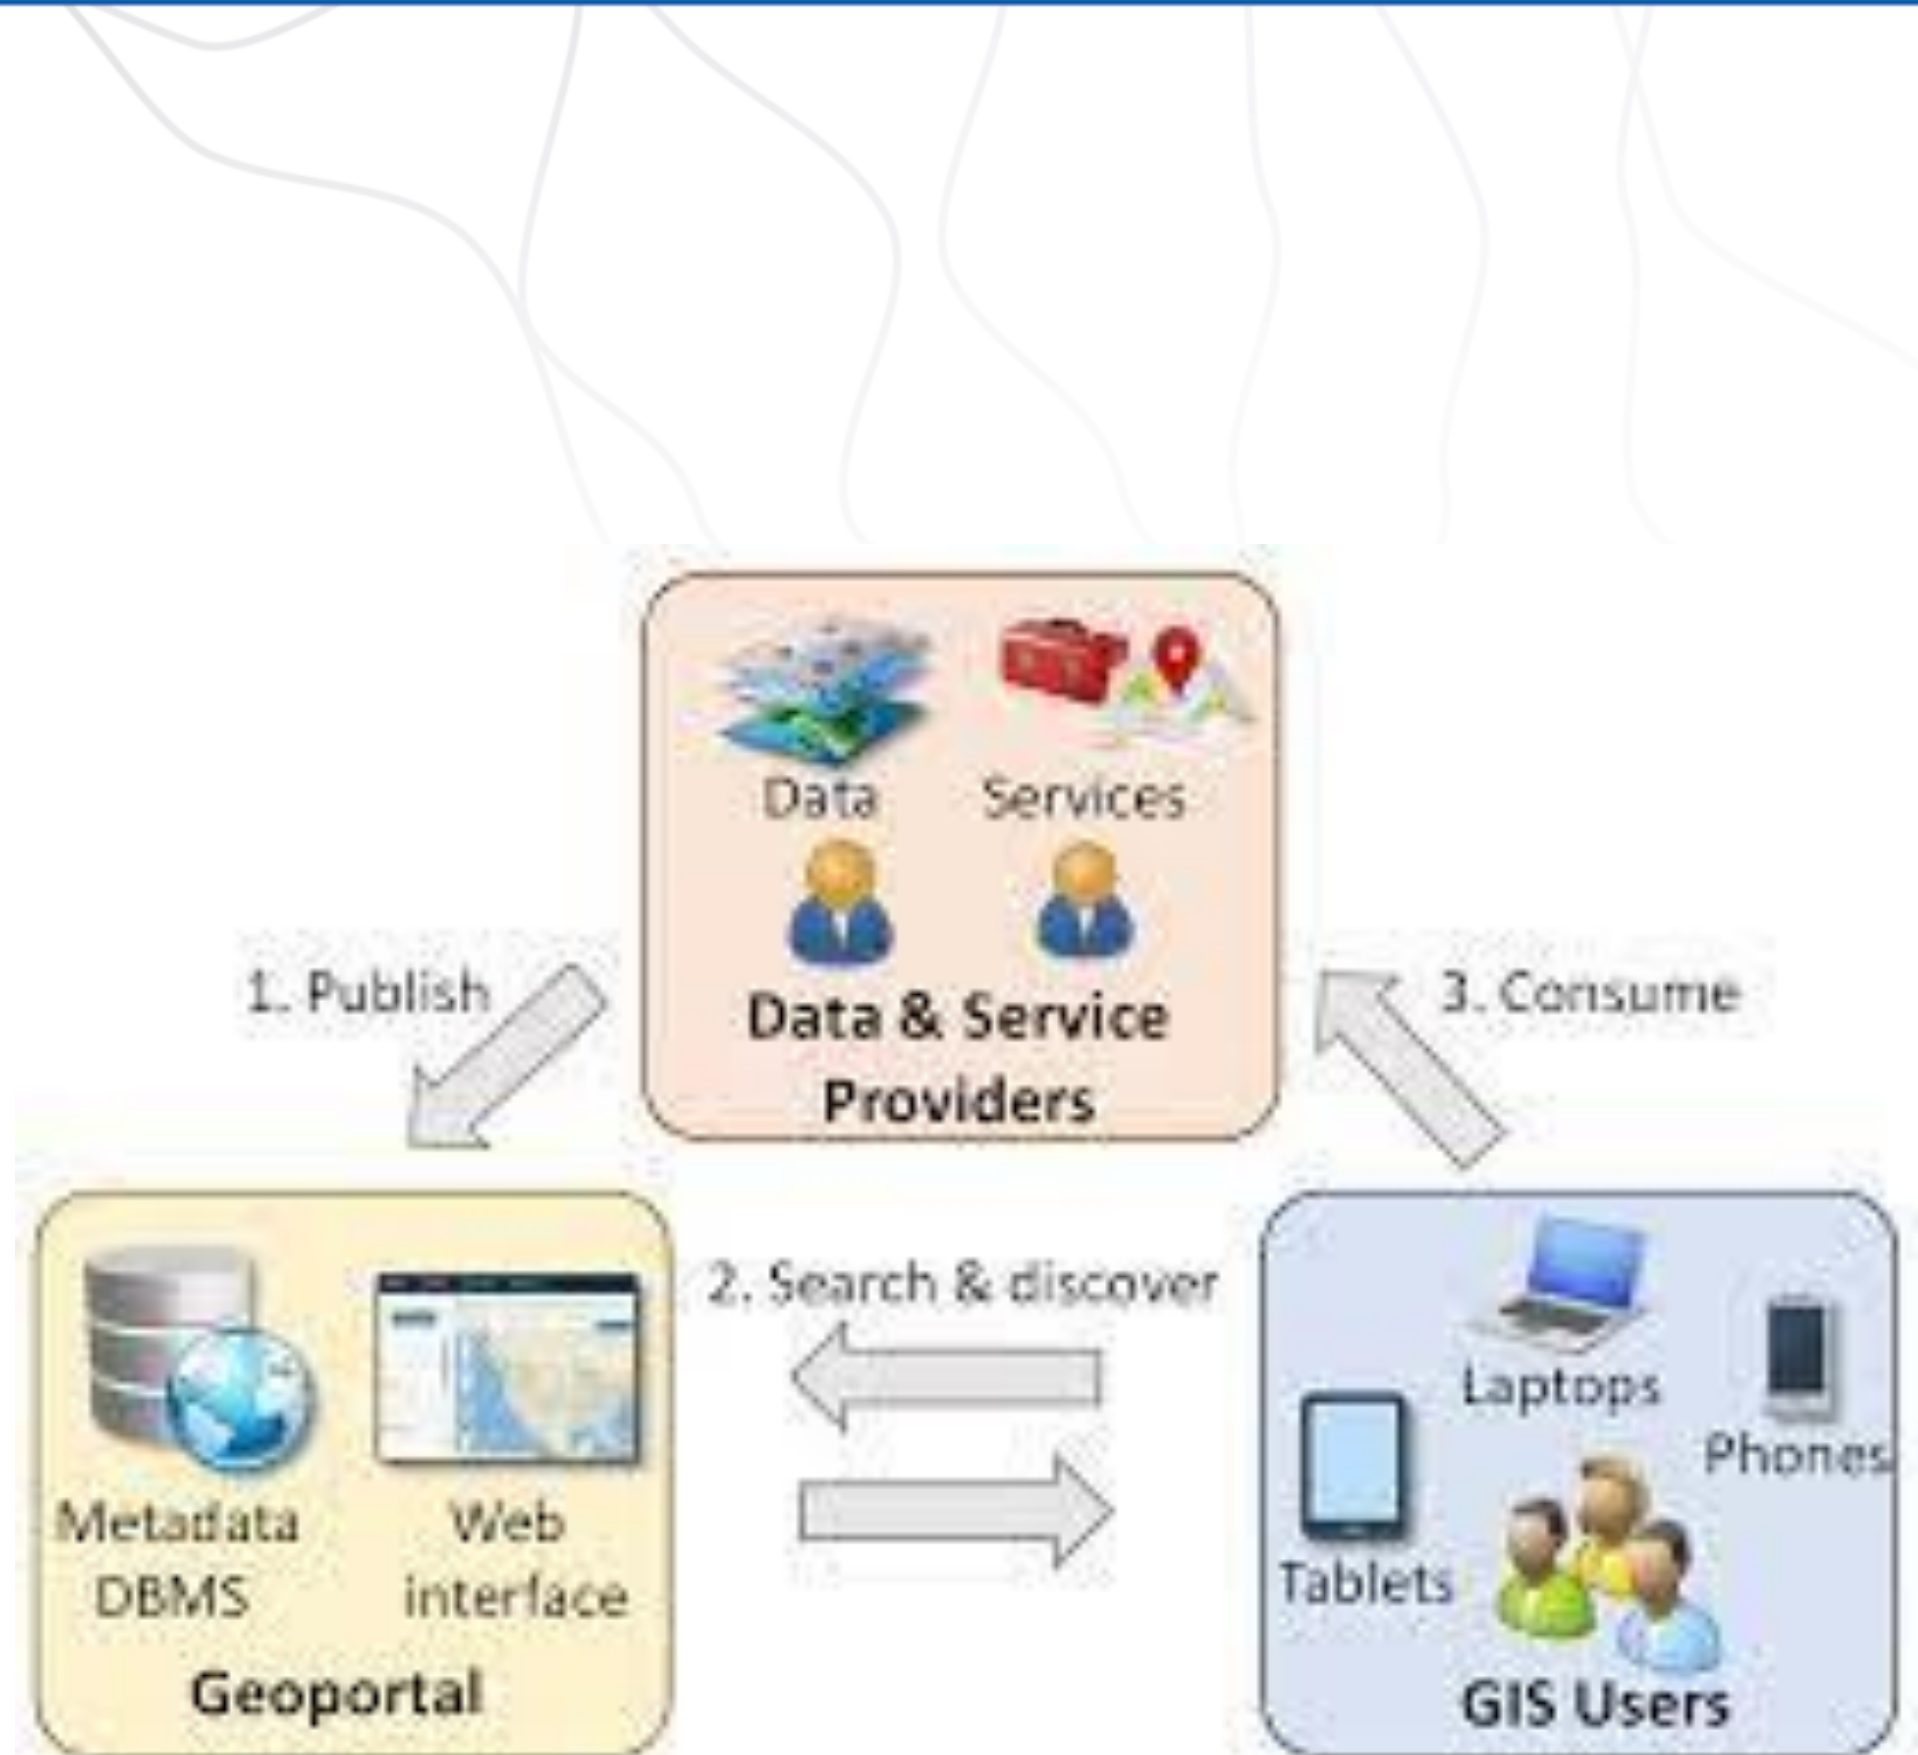 Data
Services
Data & Service
Providers
1. Publish
3. Consume
2. Search & discover
Metadata
DBMS
Web
interface
Geoportal
Laptops
Phones
Tablets
GIS Users